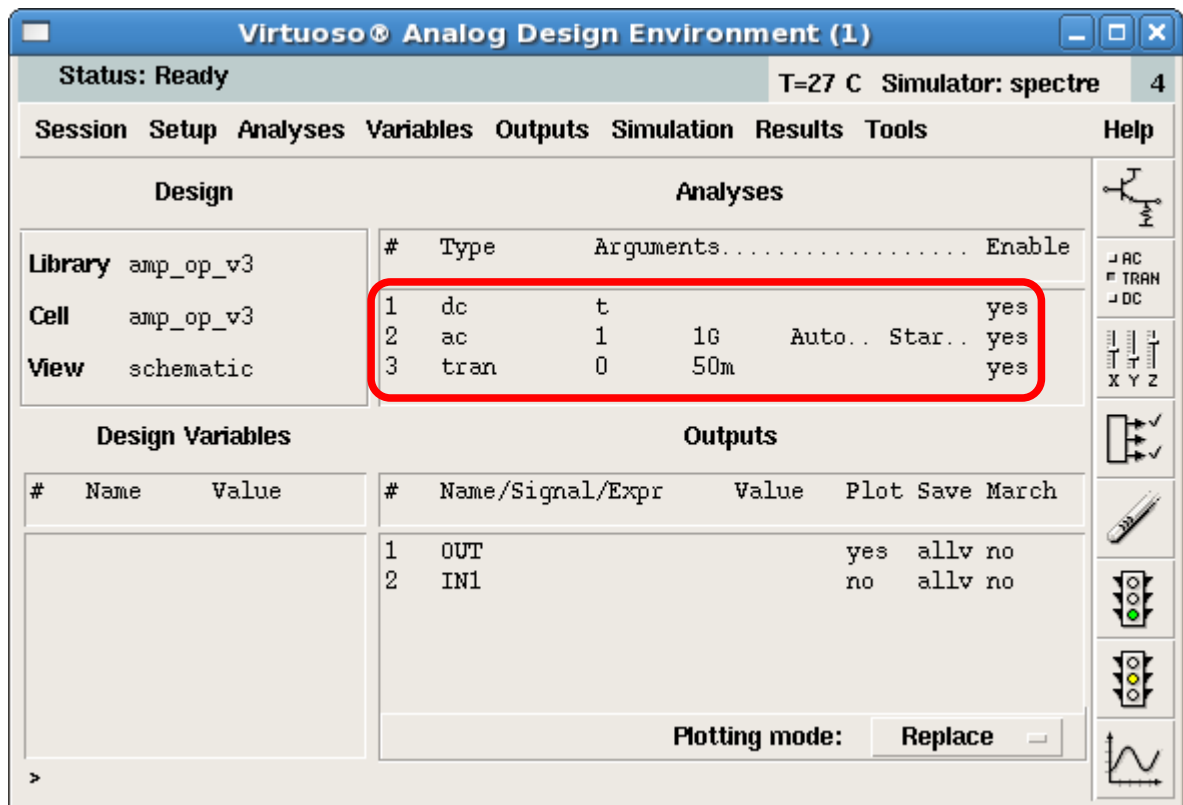 Virtuoso® Analog Design Environment (1)
Status: Ready T=27 C Simulator: spectre 4
Session Setup Analyses Variables Outputs Simulation Results Tools Help
Design
Library amp_op_v3
Cell amp_op_v3
View schematic
Analyses
# Type Arguments................... Enable
1 dc t yes
2 ac 1 1G Auto.. Star.. yes
3 tran 0 50m yes
Design Variables
# Name Value
Outputs
# Name/Signal/Expr Value Plot Save March
1 OUT yes allv no
2 IN1 no allv no
Plotting mode: Replace
>
AC
TRAN
DC
X Y Z